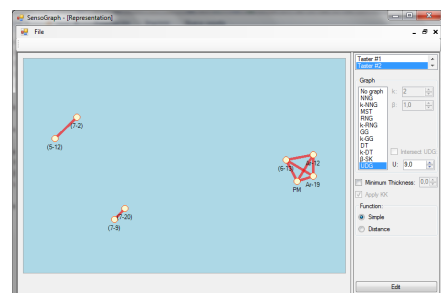 SensoGraph - [Representation]
File
Taster #1
Taster #2
Graph
No graph
NNG
k-NNG
MST
RNG
k-RNG
GG
k-GG
DT
k-DT
β-SK
UDG
k: 2
β: 1,0
Intersect UDG
U: 9,0
Minimum Thickness: 0,0
Apply KK
Function:
Simple
Distance
Edit
(7-2)
(5-12)
Ar-12
Ar-19
PM
(7-20)
(7-9)